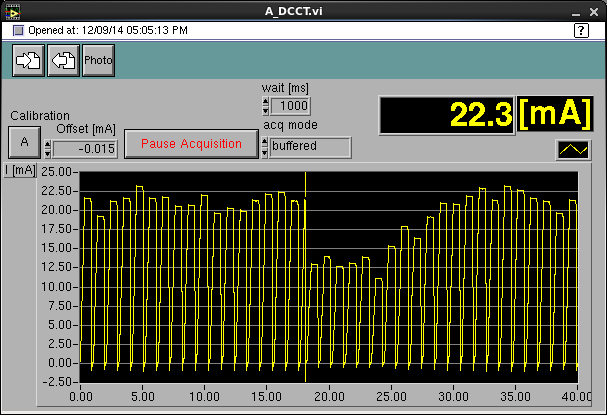 A_DCCT.vi
Opened at: 12/09/14 05:05:13 PM
?
Photo
wait [ms]
1000
Calibration
A
Offset [mA]
-0.015
Pause Acquisition
acq mode
buffered
22.3 [mA]
I [mA]
25.00
22.50
20.00
17.50
15.00
12.50
10.00
7.50
5.00
2.50
0.00
-2.50
0.00 5.00 10.00 15.00 20.00 25.00 30.00 35.00 40.00